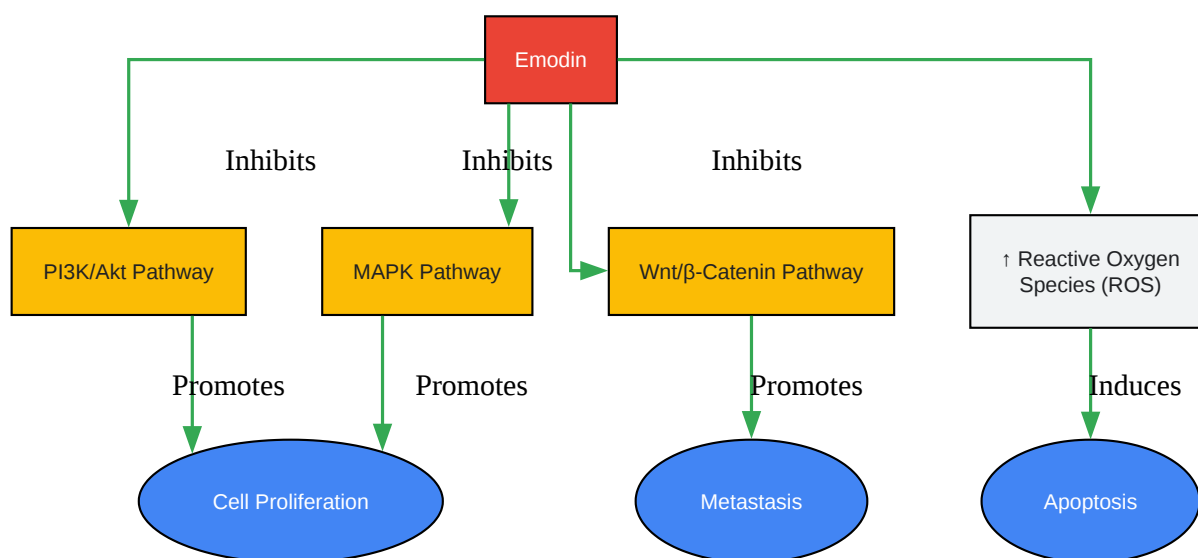 Emodin
Inhibits
Inhibits
Inhibits
PI3K/Akt Pathway
MAPK Pathway
Wnt/β-Catenin Pathway
↑ Reactive Oxygen
Species (ROS)
Promotes
Promotes
Promotes
Induces
Cell Proliferation
Metastasis
Apoptosis